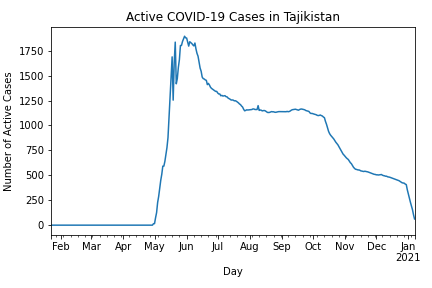 Active COVID-19 Cases in Tajikistan
Number of Active Cases
1750
1500
1250
1000
750
500
250
0
Feb Mar Apr May Jun Jul Aug Sep Oct Nov Dec Jan
2021
Day